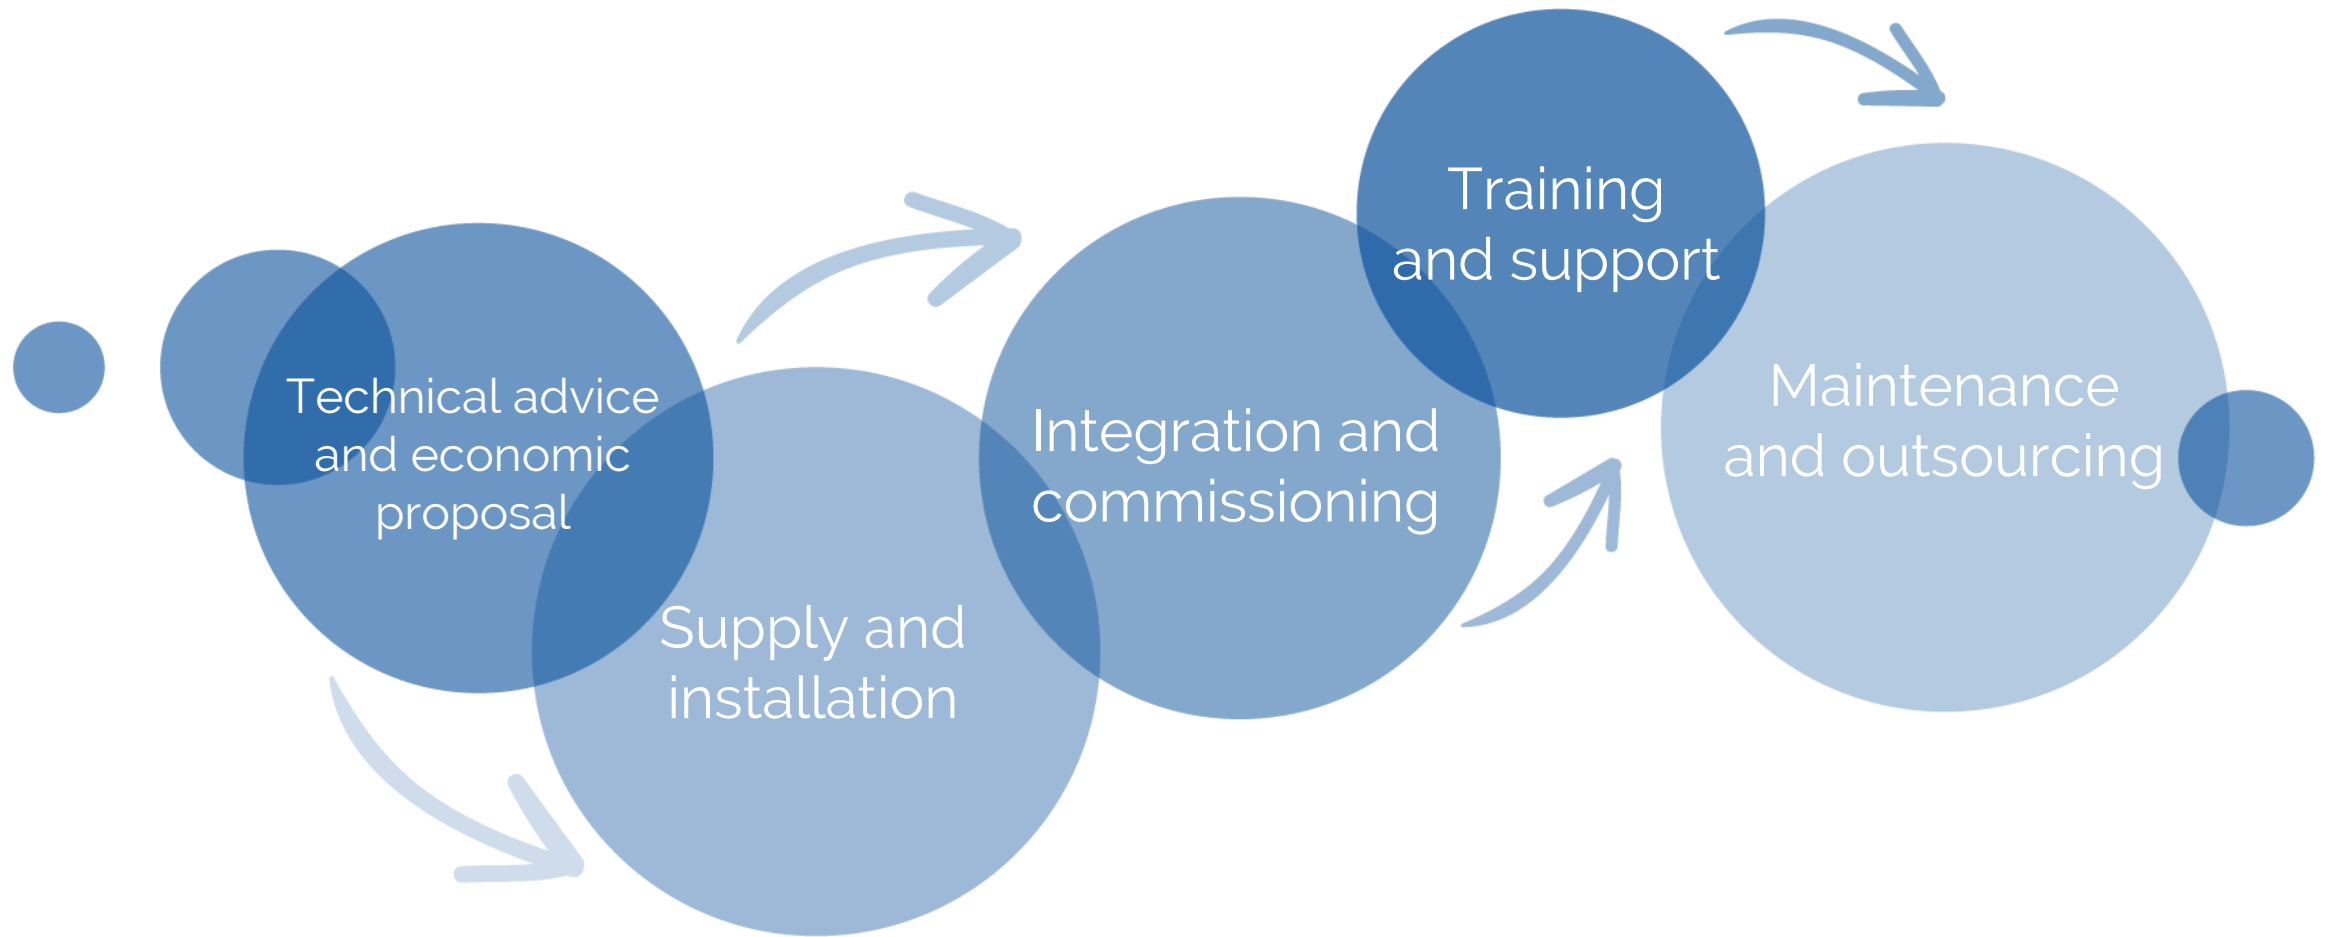 Technical advice
and economic
proposal
Supply and
installation
Integration and
commissioning
Training
and support
Maintenance
and outsourcing